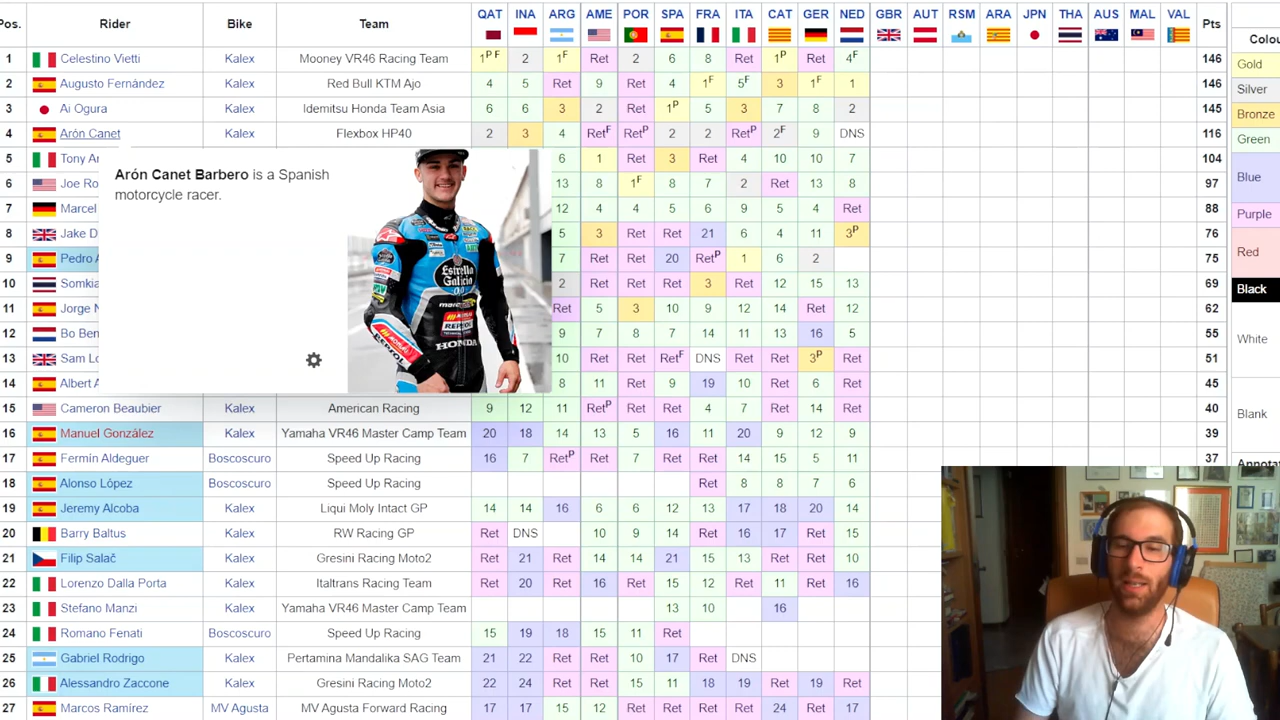 Pos. Rider Bike Team QAT INA ARG AME POR SPA FRA ITA CAT GER NED GBR AUT RSM ARA JPN THA AUS MAL VAL Pts
1 Celestino Vietti Kalex Mooney VR46 Racing Team 1P F 2 1F Ret 2 6 8 Ret 1P Ret 4F 146
2 Augusto Fernández Kalex Red Bull KTM Ajo 4 5 Ret 9 Ret 4 1F 5F 3 1F 1 146
3 Ai Ogura Kalex Idemitsu Honda Team Asia 6 6 3 2 Ret 1P 5 3 7 8 2 145
4 Arón Canet Kalex Flexbox HP40 2 3 4 RetF RetP 2 2 RetP 2F 9 DNS 116
5 Tony Ar 6 1 Ret 3 Ret 4 10 10 7 104
6 Joe Ro 13 8 1F 8 7 2 Ret 13 8 97
7 Marcel 12 4 4 5 6 9 5 4 Ret 88
8 Jake D 5 3 Ret Ret 21 6 4 11 3P 76
9 Pedro A 7 Ret Ret 20 RetP 1 6 2 75
10 Somkia 2 Ret Ret Ret 3 Ret 12 15 13 69
11 Jorge N Ret 5 3 10 9 12 14 Ret 12 62
12 Bo Ben 9 7 8 7 14 11 13 16 5 55
13 Sam Lo 10 Ret Ret RetF DNS Ret Ret 3P Ret 51
14 Albert A 8 11 Ret 9 19 10 Ret 6 Ret 45
15 Cameron Beaubier Kalex American Racing 9 12 11 RetP Ret Ret 4 Ret Ret 14 Ret 40
16 Manuel González Kalex Yamaha VR46 Master Camp Team 20 18 14 13 5 16 11 20 9 12 9 39
17 Fermín Aldeguer Boscoscuro Speed Up Racing 16 7 RetP Ret 7 Ret Ret 9 15 5 11 37
18 Alonso López Boscoscuro Speed Up Racing Ret 8 8 7 6
19 Jeremy Alcoba Kalex Liqui Moly Intact GP 14 14 16 6 6 12 13 17 18 20 14
20 Barry Baltus Kalex RW Racing GP Ret DNS 10 9 14 Ret 16 17 Ret Ret
21 Filip Salač Kalex Gresini Racing Moto2 Ret 21 Ret 14 14 21 15 13 Ret Ret 10
22 Lorenzo Dalla Porta Kalex Italtrans Racing Team Ret 20 Ret 16 Ret 15 12 Ret 11 Ret 16
23 Stefano Manzi Kalex Yamaha VR46 Master Camp Team 13 10 16
24 Romano Fenati Boscoscuro Speed Up Racing 15 19 18 15 11 Ret
25 Gabriel Rodrigo Kalex Pertamina Mandalika SAG Team 21 22 Ret Ret 10 17 Ret DNS
26 Alessandro Zaccone Kalex Gresini Racing Moto2 22 24 Ret Ret 15 11 18 19 Ret 19 Ret
27 Marcos Ramírez MV Agusta MV Agusta Forward Racing 17 17 15 12 Ret Ret Ret Ret 24 Ret 17
Arón Canet Barbero is a Spanish
motorcycle racer.
Estrella
Galicia
0,0
HONDA
REPSOL
Colou
Gold
Silver
Bronze
Green
Blue
Purple
Red
Black
White
Blank
Annotat